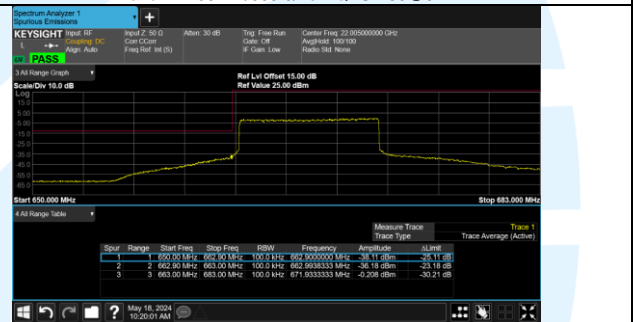 Spectrum Analyzer 1
Spurious Emissions
+
KEYSIGHT Input: RF Input Z: 50 Ω Atten: 30 dB Trig: Free Run Center Freq: 22.005000000 GHz
L Coupling: DC Corr CCorr Gate: Off Avg|Hold: 100/100
Align: Auto Freq Ref: Int (S) IF Gain: Low Radio Std: None
PASS
3 All Range Graph
Ref Lvl Offset 15.00 dB
Scale/Div 10.0 dB Ref Value 25.00 dBm
Log
15.0
5.00
-5.00
-15.0
-25.0
-35.0
-45.0
-55.0
-65.0
Start 650.000 MHz Stop 683.000 MHz
4 All Range Table
Measure Trace Trace 1
Trace Type Trace Average (Active)
Spur Range Start Freq Stop Freq RBW Frequency Amplitude ΔLimit
1 1 650.00 MHz 662.90 MHz 100.0 kHz 662.9000000 MHz -38.11 dBm -25.11 dB
2 2 662.90 MHz 663.00 MHz 100.0 kHz 662.9938333 MHz -36.18 dBm -23.18 dB
3 3 663.00 MHz 683.00 MHz 100.0 kHz 671.9333333 MHz -0.208 dBm -30.21 dB
? May 18, 2024
10:20:01 AM